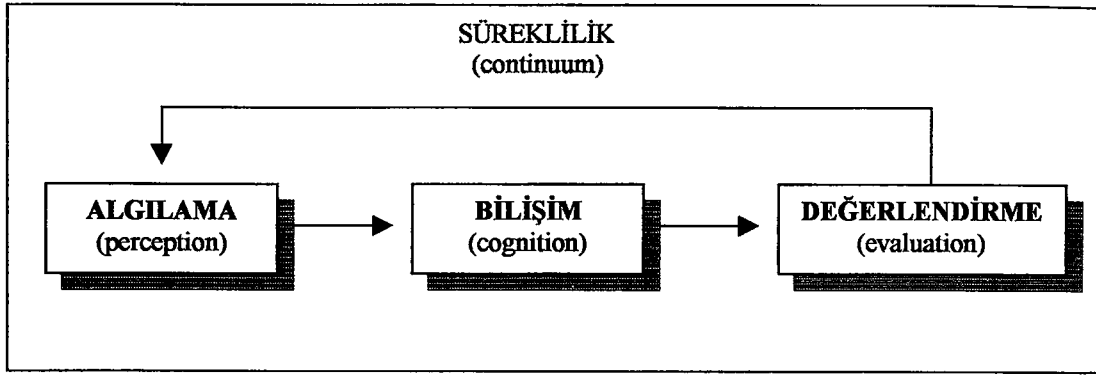 SÜREKLİLİK
(continuum)
ALGILAMA
(perception)
BİLİŞİM
(cognition)
DEĞERLENDİRME
(evaluation)